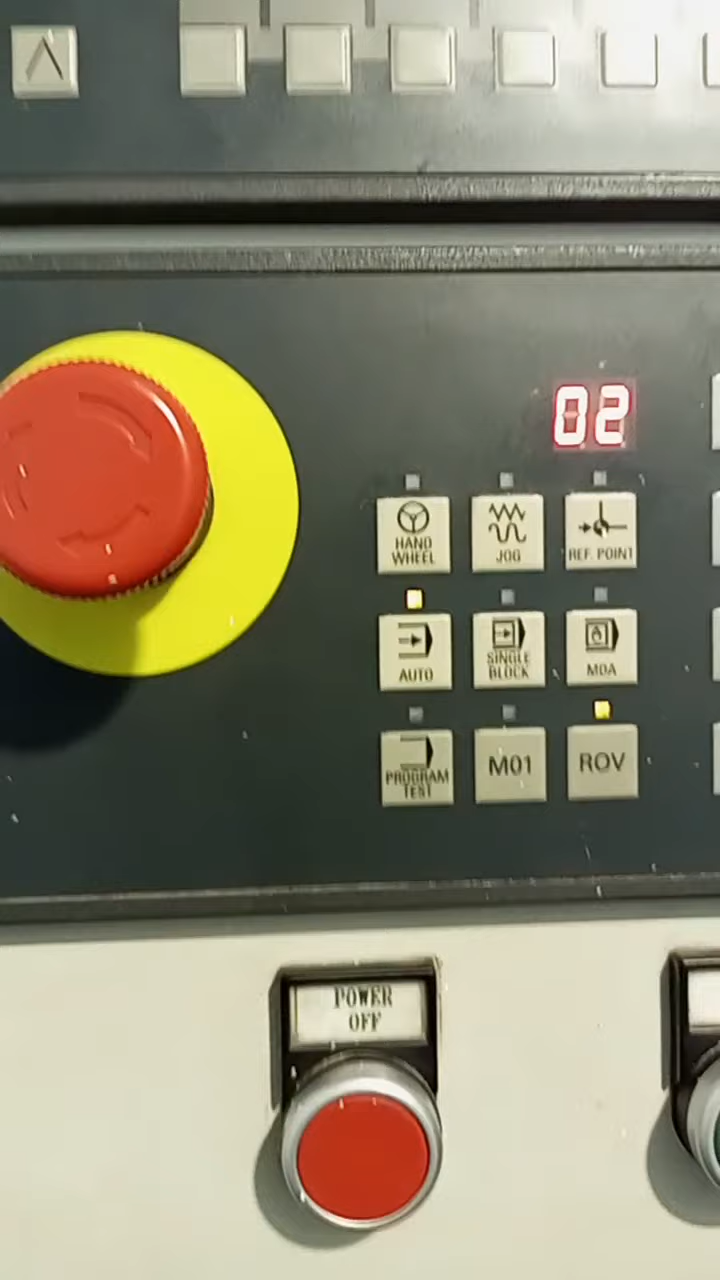 02
HAND
WHEEL
JOG
REF. POINT
AUTO
SINGLE
BLOCK
MDA
PROGRAM
TEST
M01
ROV
POWER
OFF